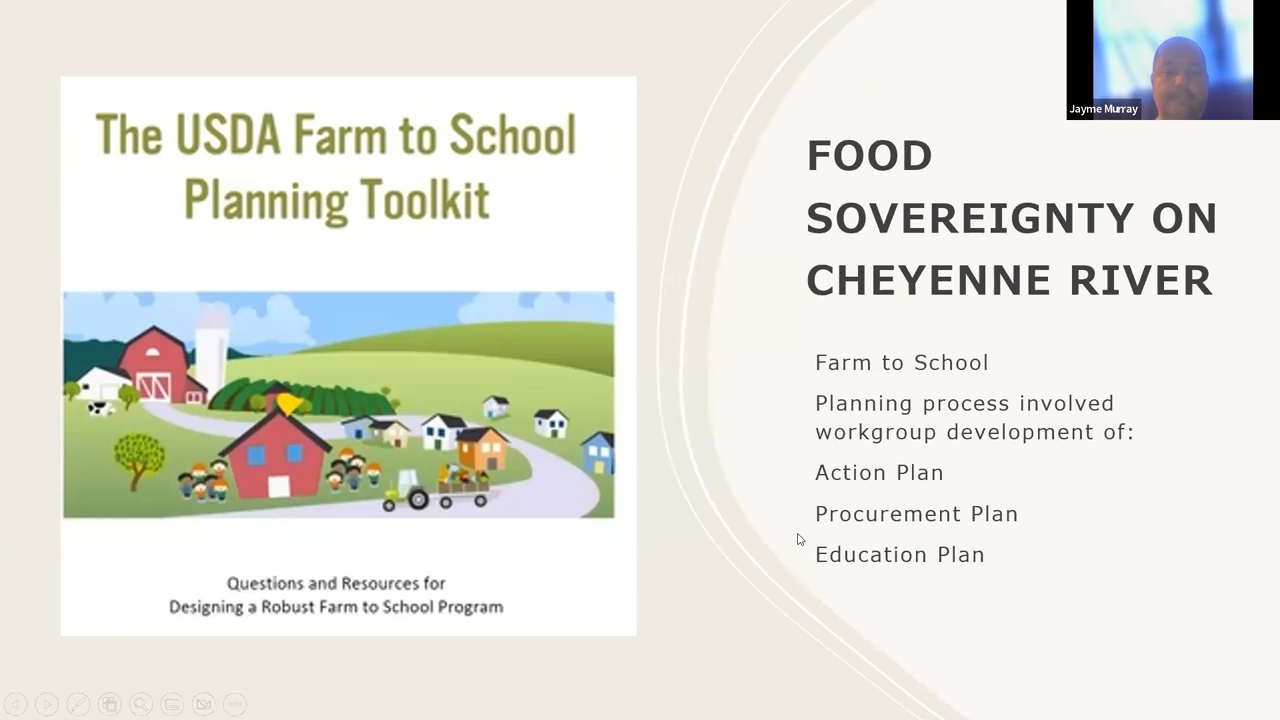 The USDA Farm to School
Planning Toolkit
Questions and Resources for
Designing a Robust Farm to School Program
Jayme Murray
FOOD
SOVEREIGNTY ON
CHEYENNE RIVER
Farm to School
Planning process involved
workgroup development of:
Action Plan
Procurement Plan
Education Plan